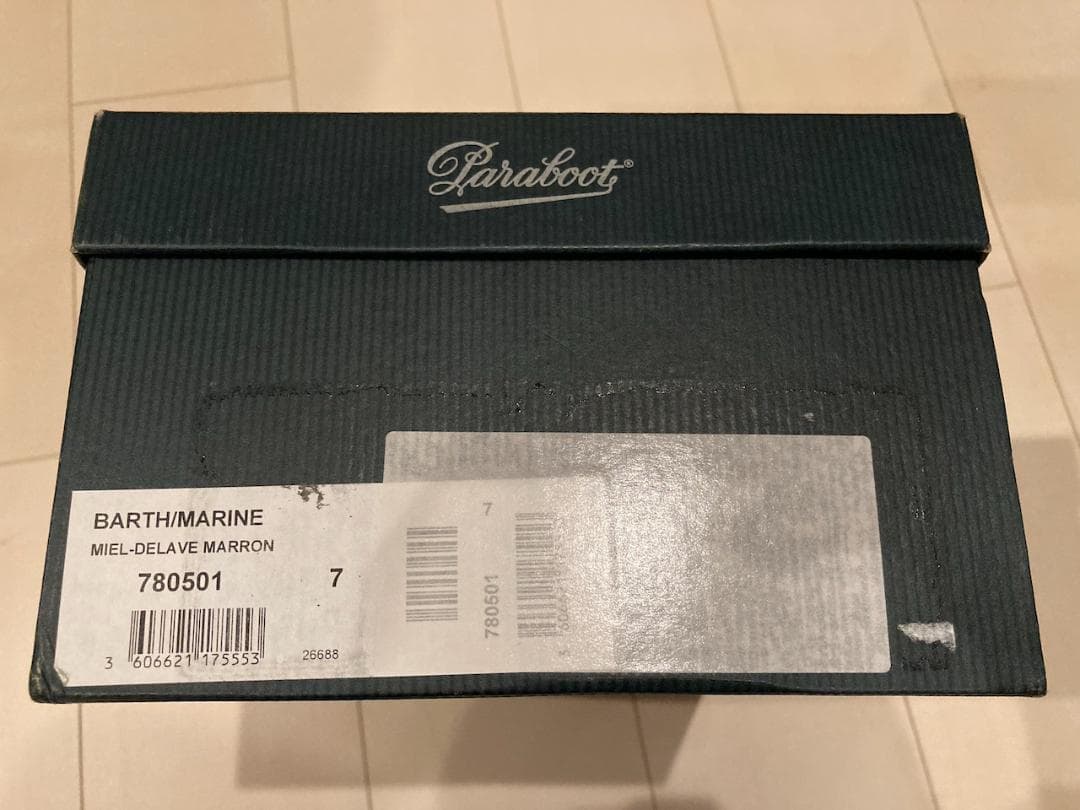 Paraboot®
BARTH/MARINE
MIEL-DELAVE MARRON
780501 7
3 606621 175553 26688
7
780501